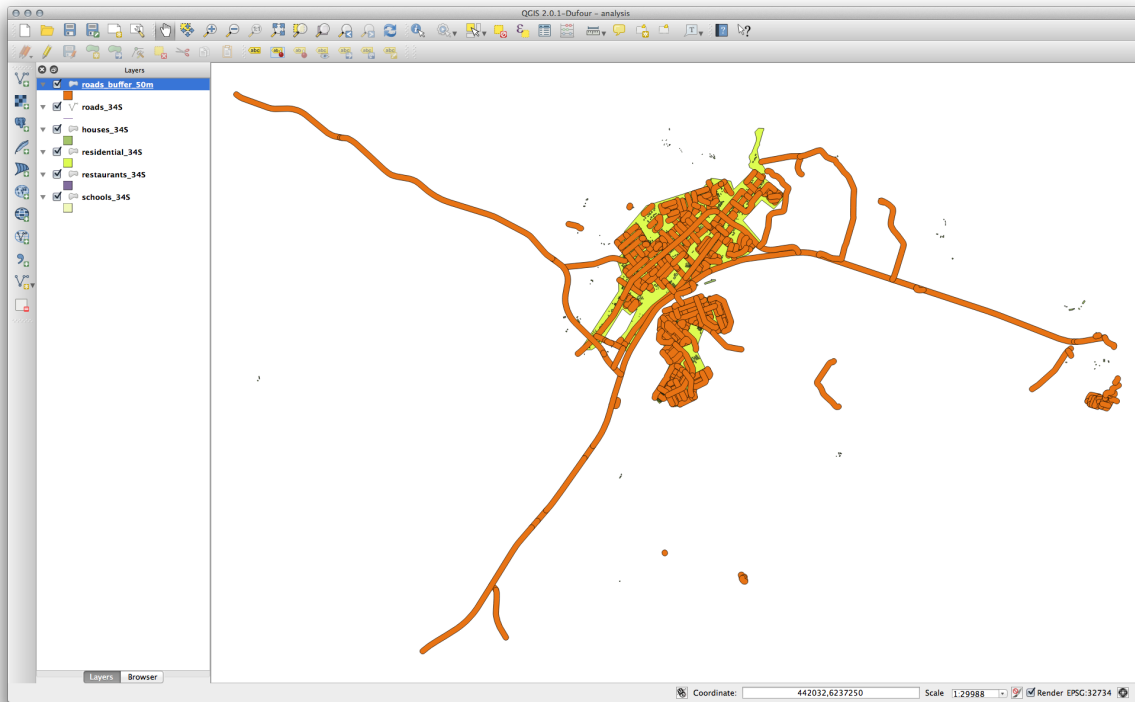 QGIS 2.0.1-Dufour - analysis
Layers
roads_buffer_50m
roads_34S
houses_34S
residential_34S
restaurants_34S
schools_34S
Layers Browser
Coordinate: 442032,6237250 Scale 1:29988 Render EPSG:32734